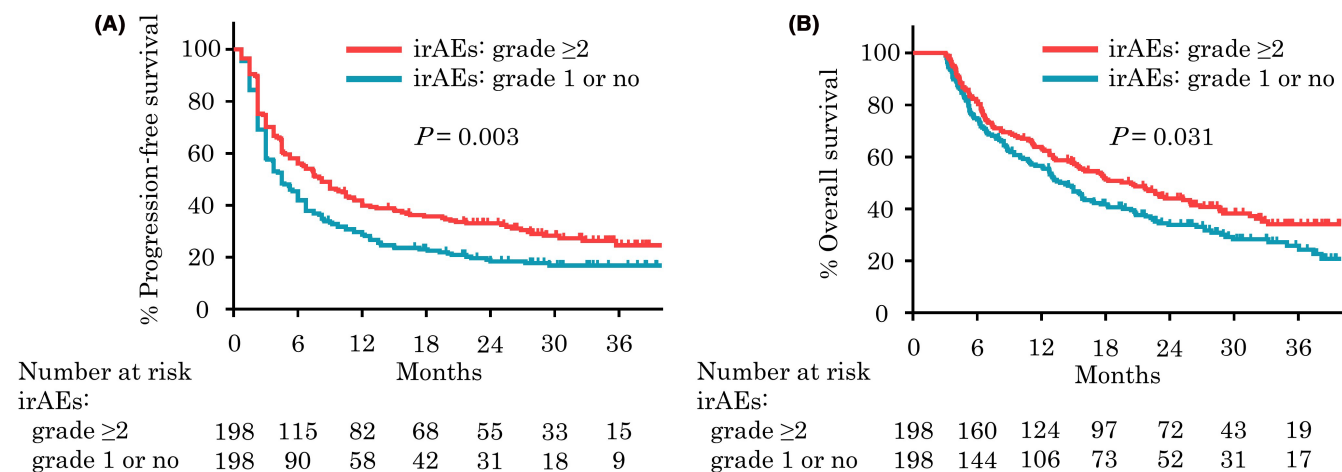 (A)
% Progression-free survival
100
80
60
40
20
0
irAEs: grade ≥2
irAEs: grade 1 or no
P = 0.003
0 6 12 18 24 30 36
Months
Number at risk
irAEs:
grade ≥2 198 115 82 68 55 33 15
grade 1 or no 198 90 58 42 31 18 9
(B)
% Overall survival
100
80
60
40
20
0
irAEs: grade ≥2
irAEs: grade 1 or no
P = 0.031
0 6 12 18 24 30 36
Months
Number at risk
irAEs:
grade ≥2 198 160 124 97 72 43 19
grade 1 or no 198 144 106 73 52 31 17